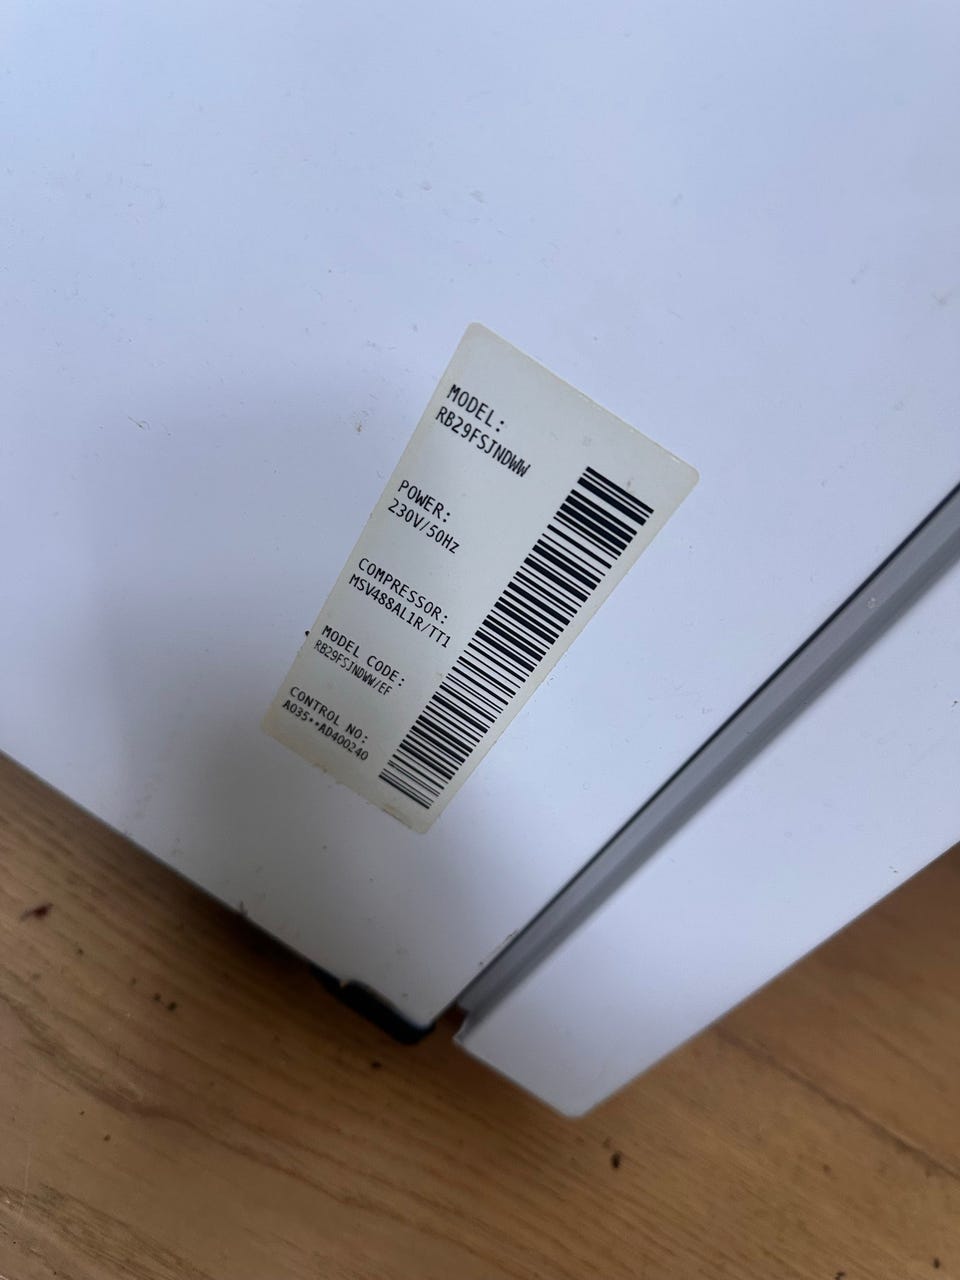 MODEL:
RB29FSJNDWW
POWER:
230V/50Hz
COMPRESSOR:
MSV488AL1R/TT1
MODEL CODE:
RB29FSJNDWW/EF
CONTROL NO:
A035**AD400240